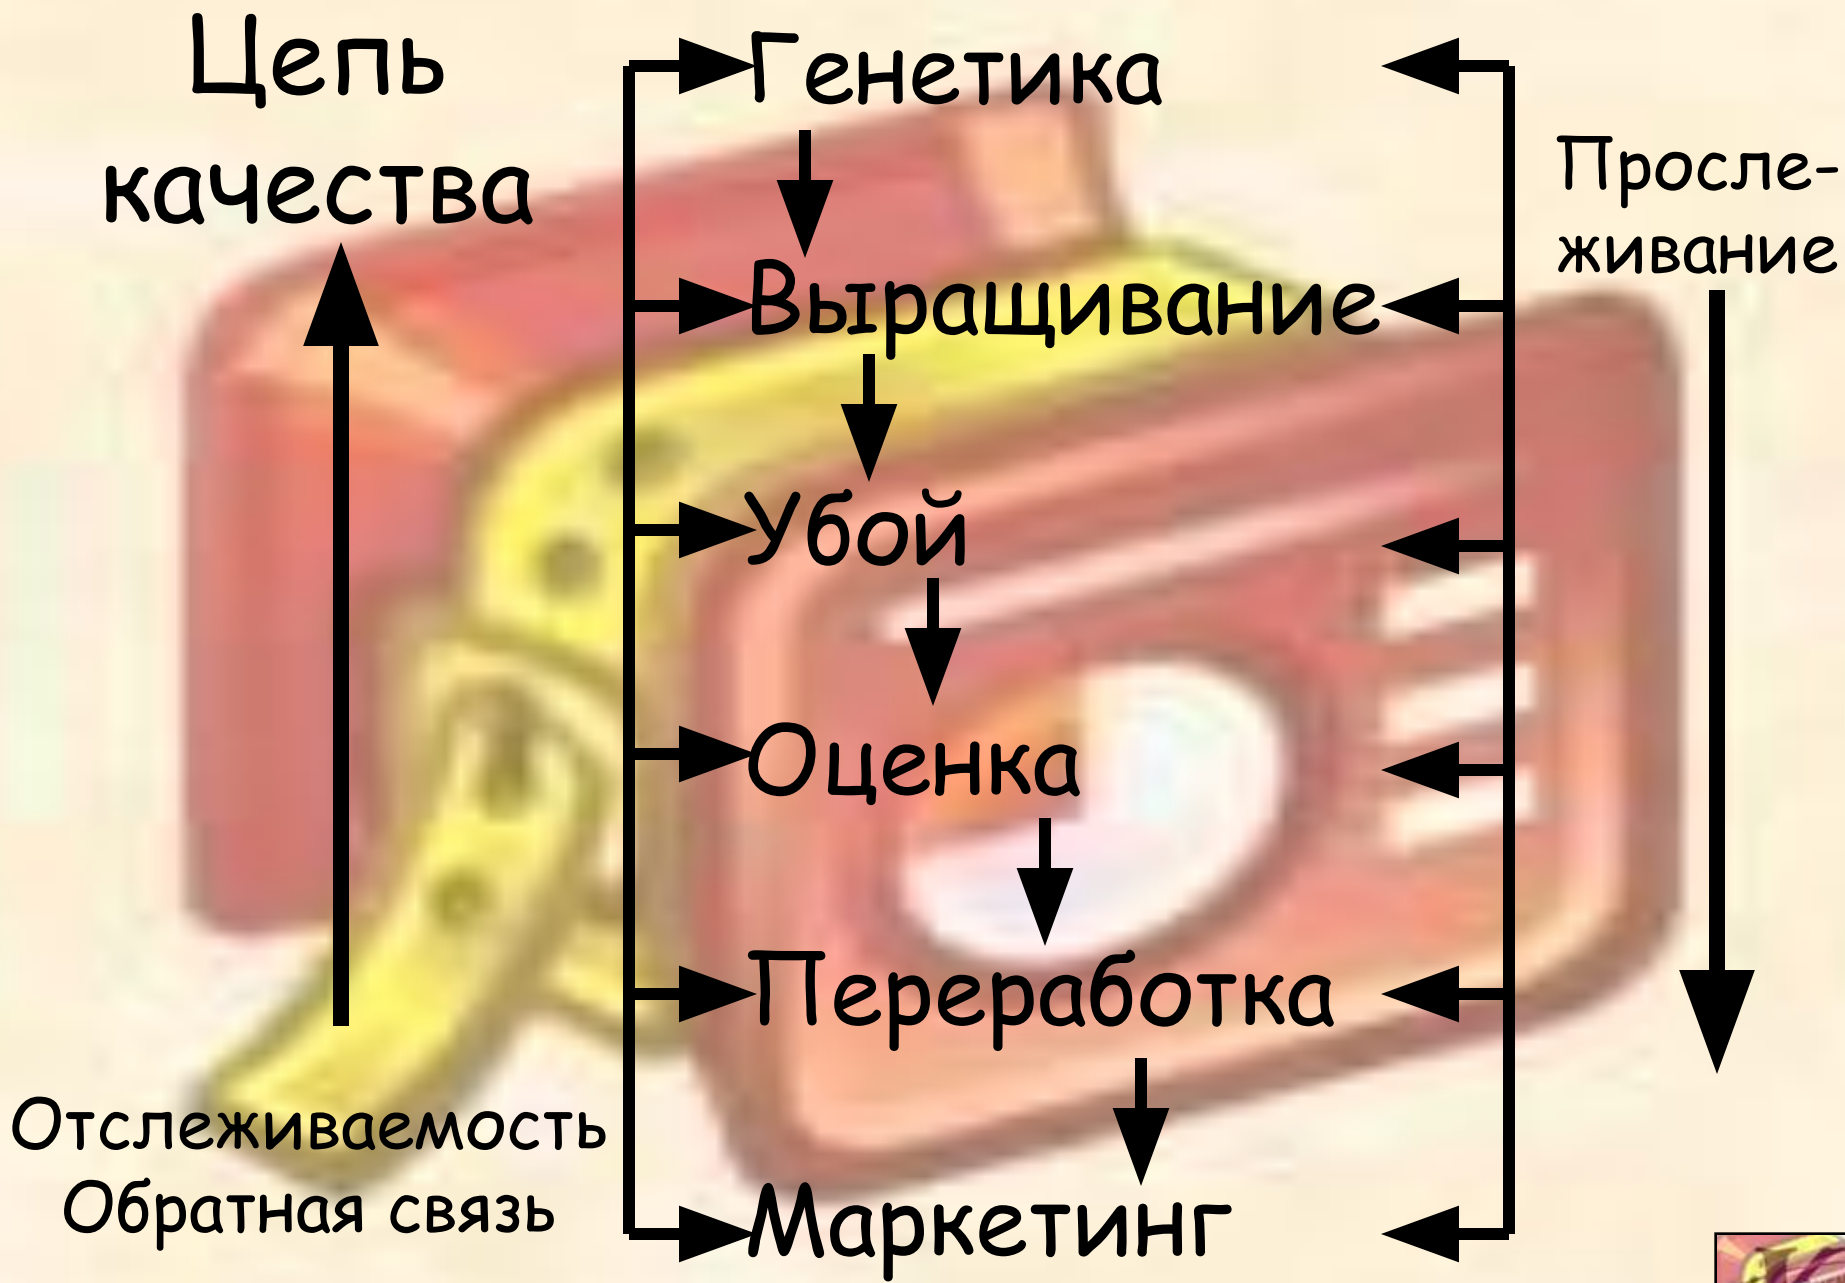 Цепь
качества
Генетика
Выращивание
Убой
Оценка
Переработка
Маркетинг
Просле-
живание
Отслеживаемость
Обратная связь